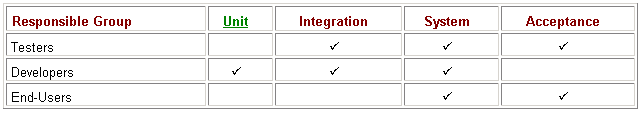 Responsible Group Unit Integration System Acceptance
Testers ✓ ✓ ✓
Developers ✓ ✓ ✓
End-Users ✓ ✓